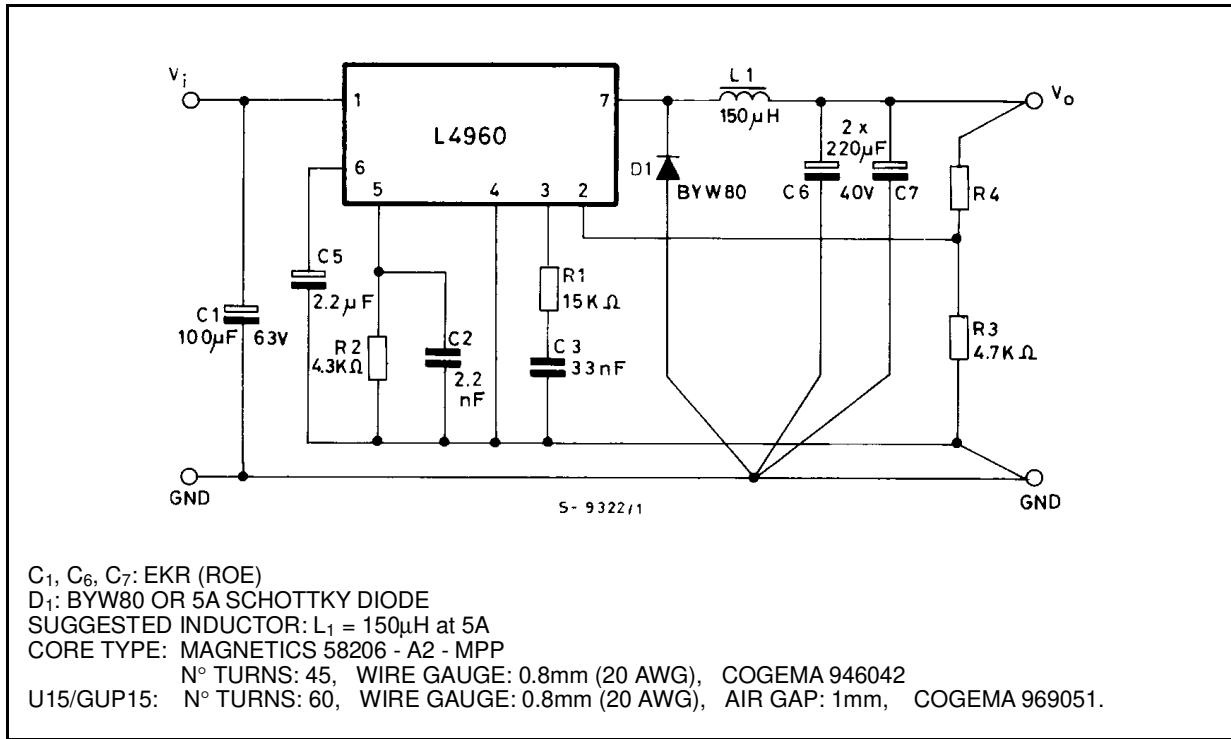 Vi
1
7
L1
150µH
Vo
L4960
2 x
220µF
6
5
4
3
2
D1
BYW80
C6
40V
C7
R4
C5
2.2µF
R1
15KΩ
C1
100µF
63V
R2
4.3KΩ
C2
2.2
nF
C3
33nF
R3
4.7KΩ
GND
GND
S- 9322/1
C1, C6, C7: EKR (ROE)
D1: BYW80 OR 5A SCHOTTKY DIODE
SUGGESTED INDUCTOR: L1 = 150µH at 5A
CORE TYPE: MAGNETICS 58206 - A2 - MPP
N° TURNS: 45, WIRE GAUGE: 0.8mm (20 AWG), COGEMA 946042
U15/GUP15: N° TURNS: 60, WIRE GAUGE: 0.8mm (20 AWG), AIR GAP: 1mm, COGEMA 969051.